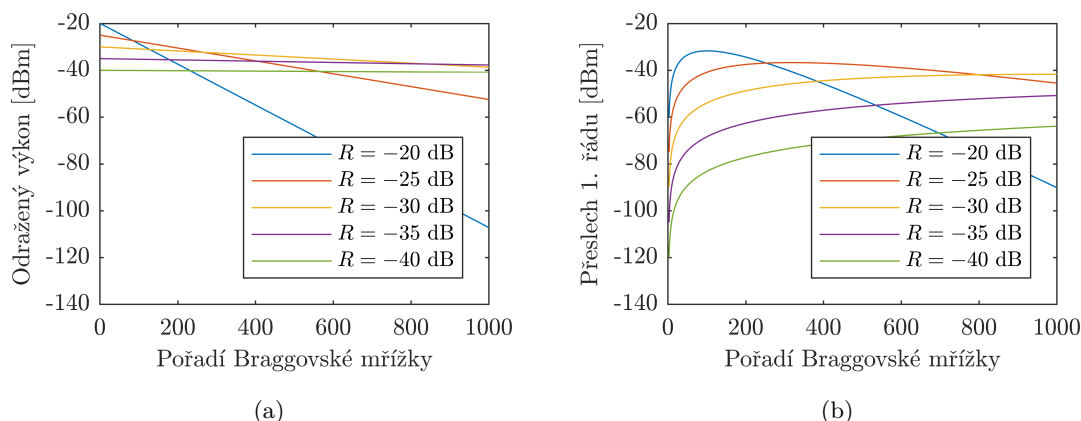 Odražený výkon [dBm]
-20
-40
-60
-80
-100
-120
-140
0 200 400 600 800 1000
Pořadí Braggovské mřížky
R = −20 dB
R = −25 dB
R = −30 dB
R = −35 dB
R = −40 dB
(a)
Přeslech 1. řádu [dBm]
-20
-40
-60
-80
-100
-120
-140
0 200 400 600 800 1000
Pořadí Braggovské mřížky
R = −20 dB
R = −25 dB
R = −30 dB
R = −35 dB
R = −40 dB
(b)